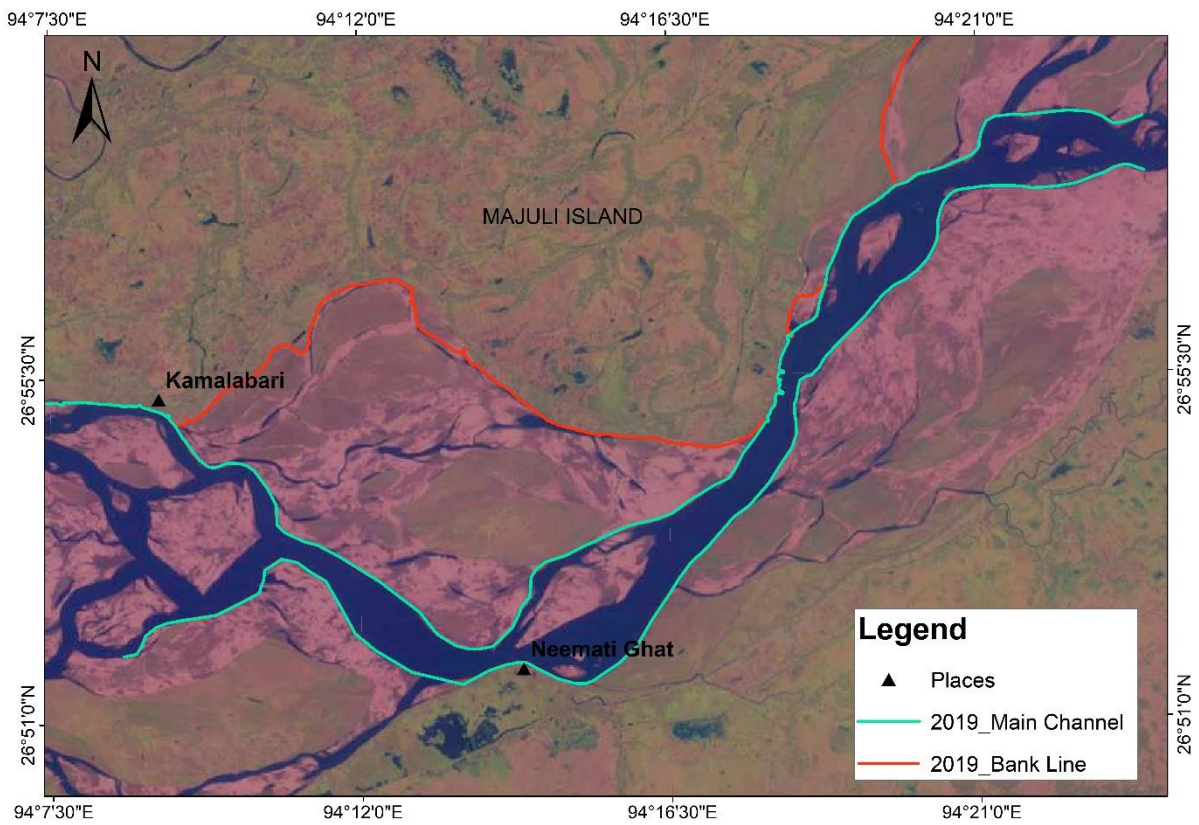 94°7'30"E 94°12'0"E 94°16'30"E 94°21'0"E
N
MAJULI ISLAND
26°55'30"N 26°55'30"N
Kamalabari
Neemati Ghat
Legend
Places
2019_Main Channel
2019_Bank Line
26°51'0"N 26°51'0"N
94°7'30"E 94°12'0"E 94°16'30"E 94°21'0"E